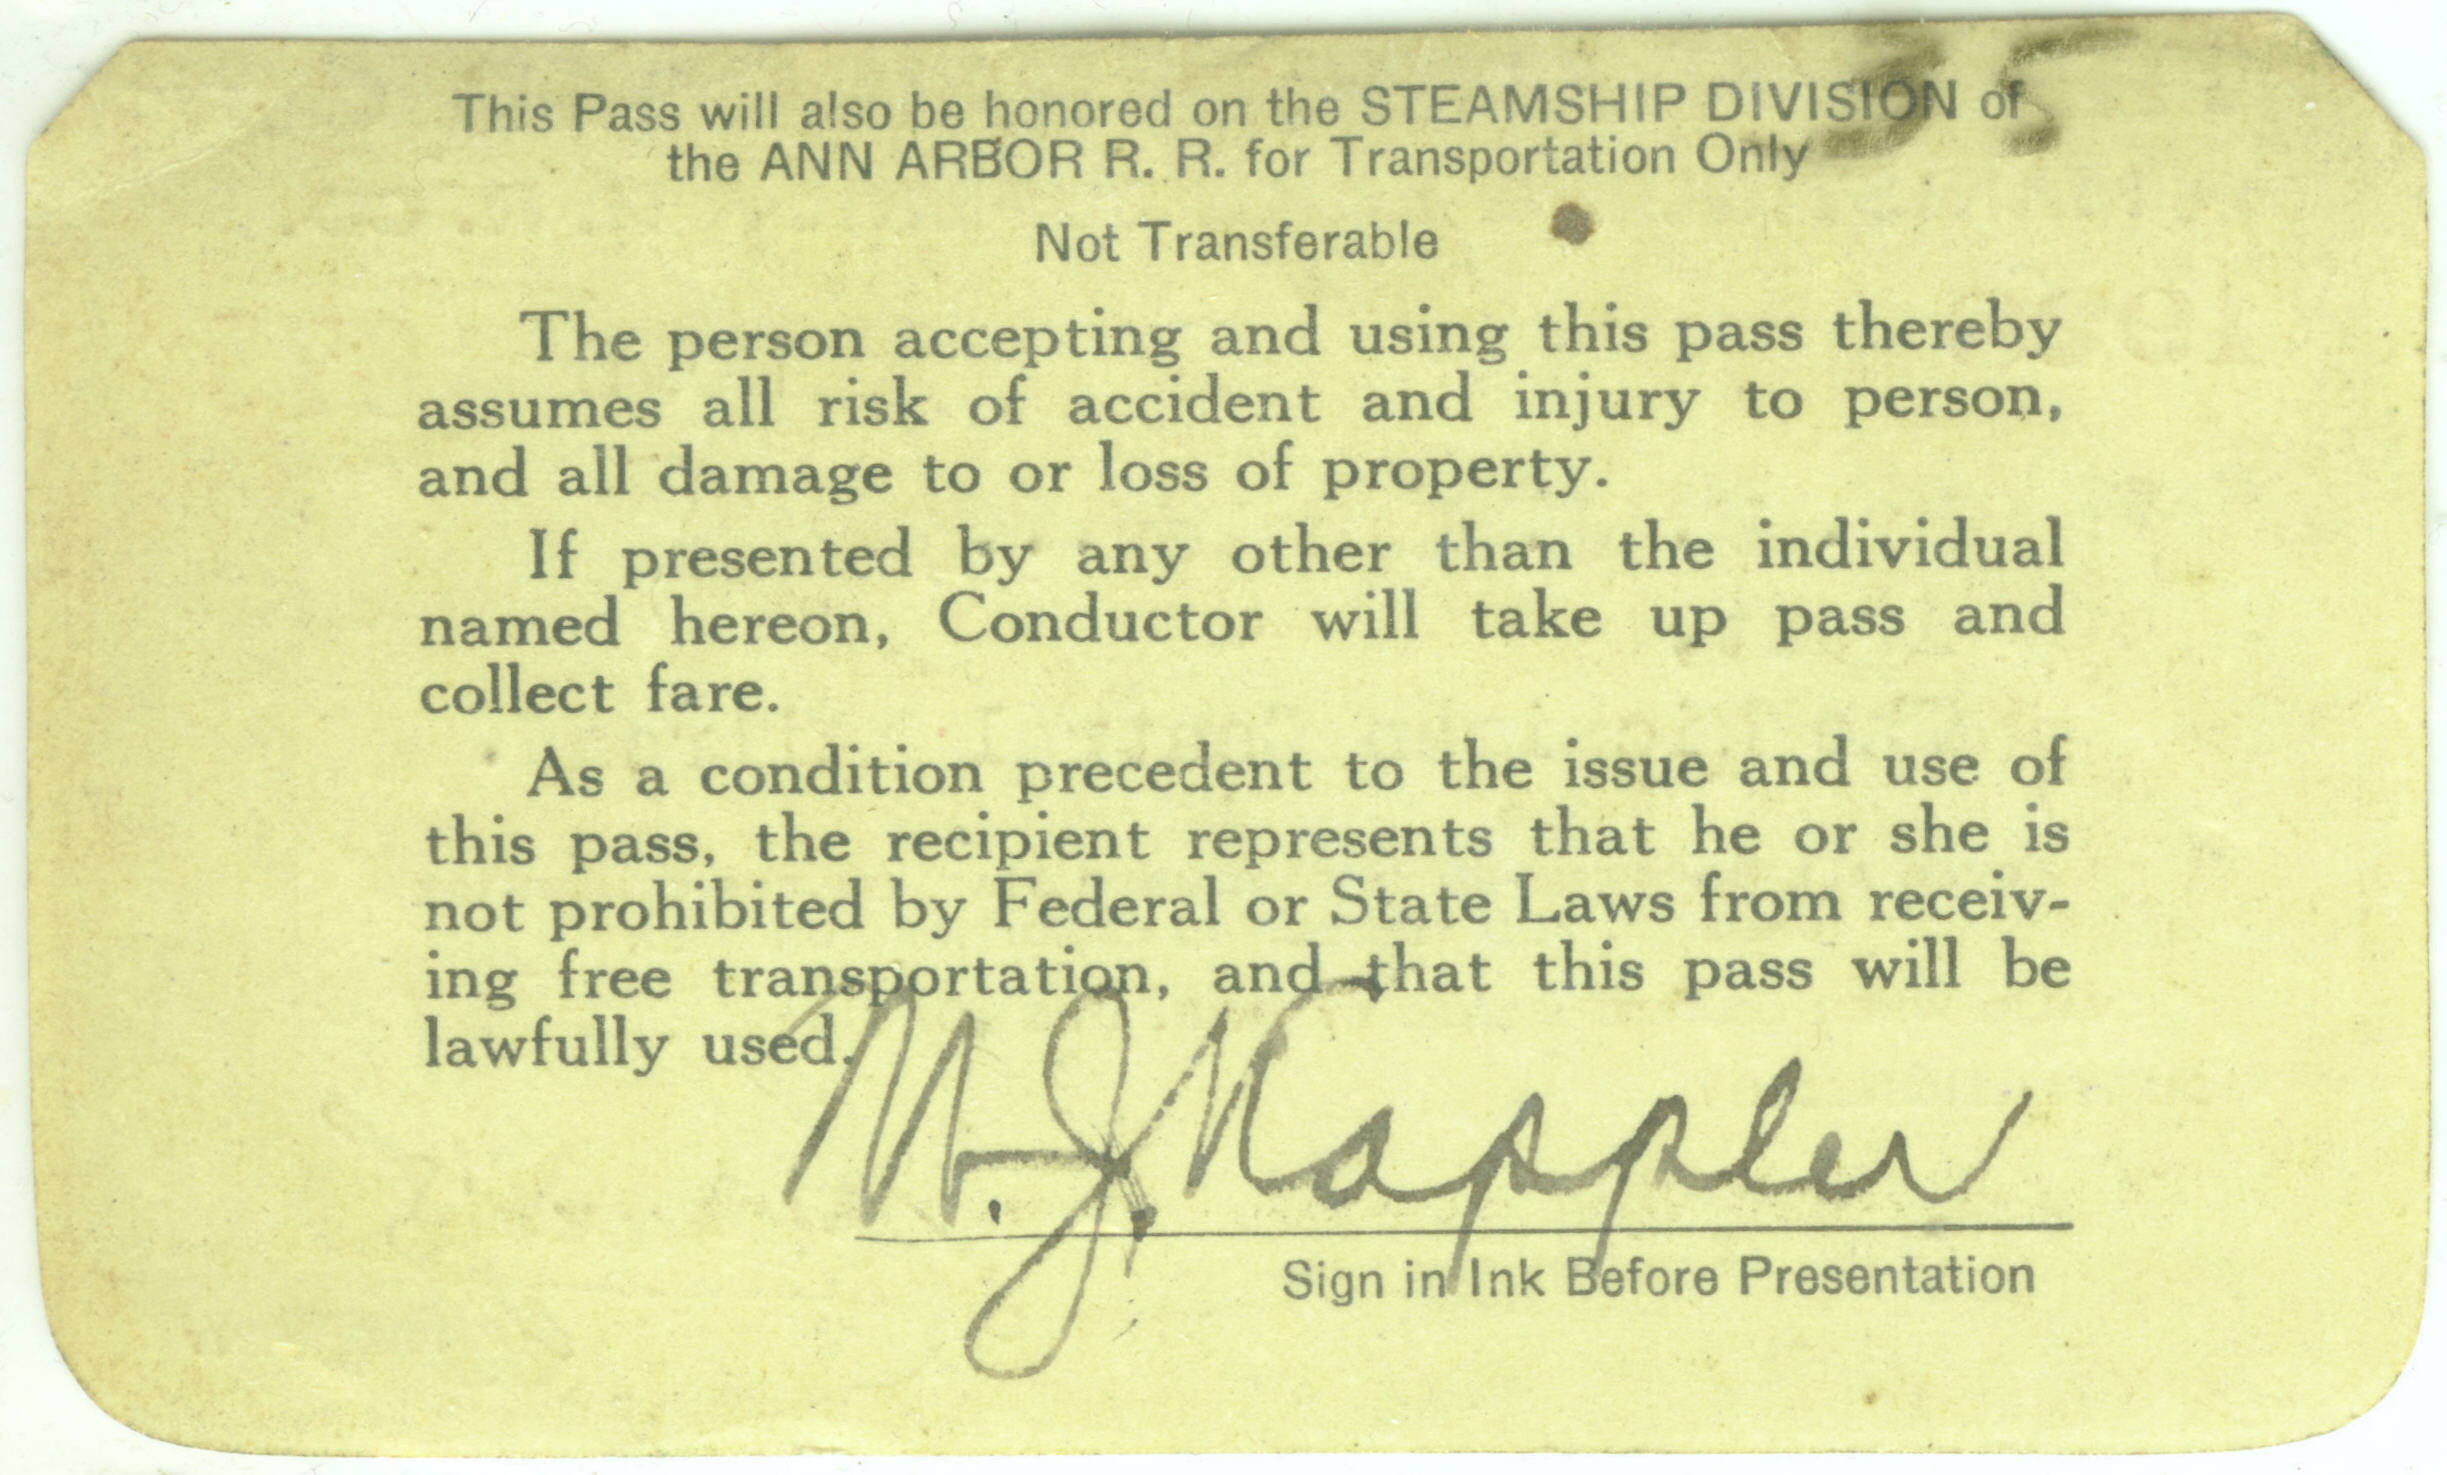 35
This Pass will also be honored on the STEAMSHIP DIVISION of
the ANN ARBOR R. R. for Transportation Only
Not Transferable
The person accepting and using this pass thereby
assumes all risk of accident and injury to person,
and all damage to or loss of property.
If presented by any other than the individual
named hereon, Conductor will take up pass and
collect fare.
As a condition precedent to the issue and use of
this pass, the recipient represents that he or she is
not prohibited by Federal or State Laws from receiv-
ing free transportation, and that this pass will be
lawfully used.
Kappler
Sign in Ink Before Presentation